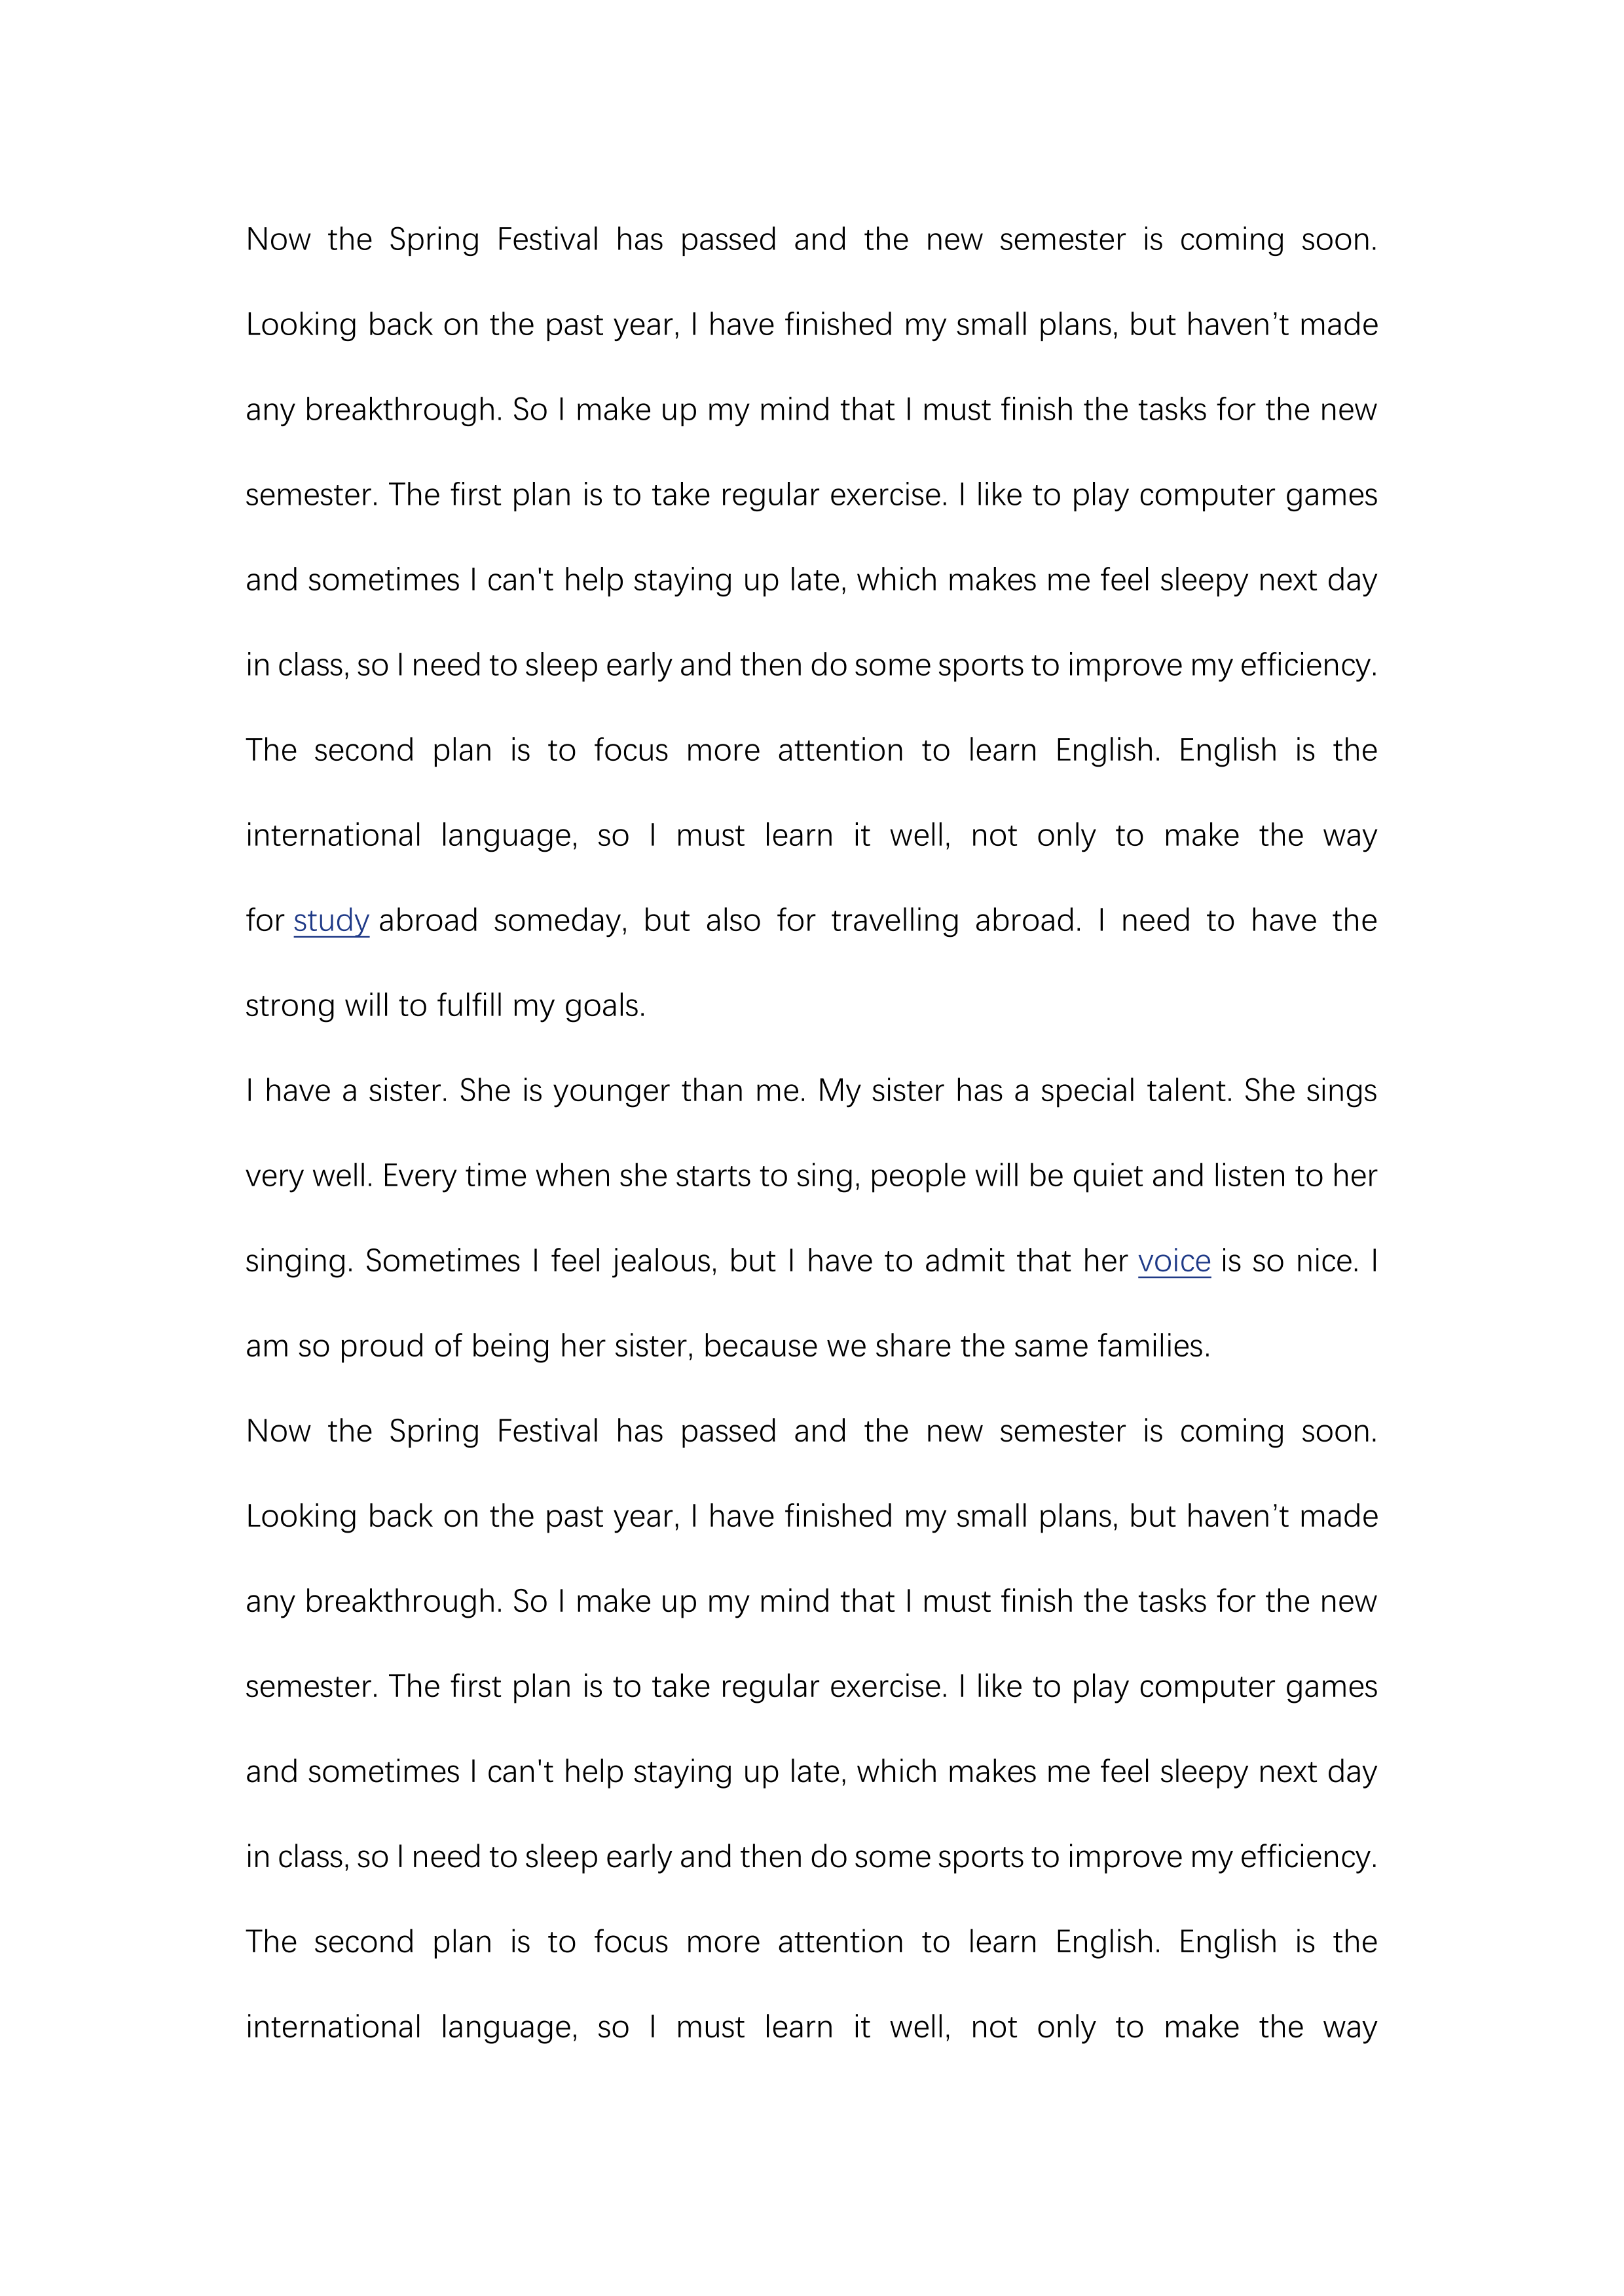 Now the Spring Festival has passed and the new semester is coming soon.
Looking back on the past year, I have finished my small plans, but haven’t made
any breakthrough. So I make up my mind that I must finish the tasks for the new
semester. The first plan is to take regular exercise. I like to play computer games
and sometimes I can't help staying up late, which makes me feel sleepy next day
in class, so I need to sleep early and then do some sports to improve my efficiency.
The second plan is to focus more attention to learn English. English is the
international language, so I must learn it well, not only to make the way
for study abroad someday, but also for travelling abroad. I need to have the
strong will to fulfill my goals.
I have a sister. She is younger than me. My sister has a special talent. She sings
very well. Every time when she starts to sing, people will be quiet and listen to her
singing. Sometimes I feel jealous, but I have to admit that her voice is so nice. I
am so proud of being her sister, because we share the same families.
Now the Spring Festival has passed and the new semester is coming soon.
Looking back on the past year, I have finished my small plans, but haven’t made
any breakthrough. So I make up my mind that I must finish the tasks for the new
semester. The first plan is to take regular exercise. I like to play computer games
and sometimes I can't help staying up late, which makes me feel sleepy next day
in class, so I need to sleep early and then do some sports to improve my efficiency.
The second plan is to focus more attention to learn English. English is the
international language, so I must learn it well, not only to make the way